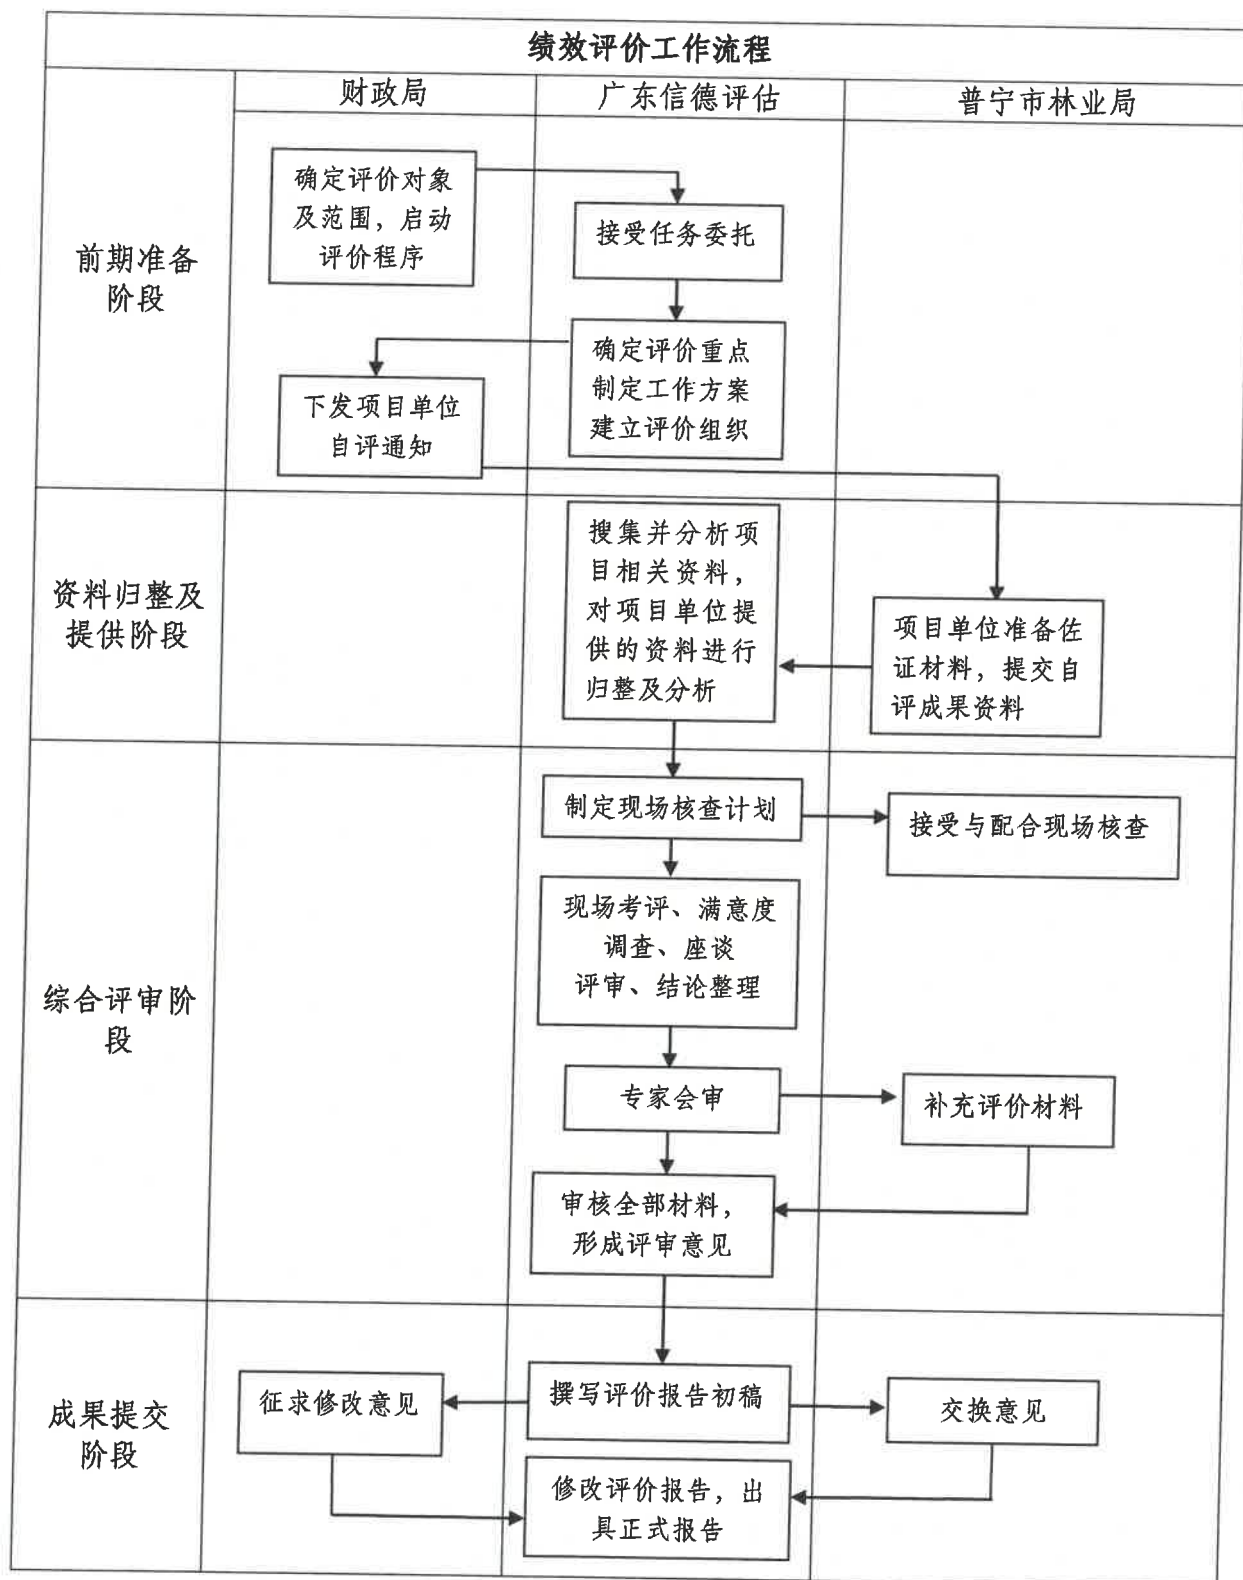 绩效评价工作流程
财政局
广东信德评估
普宁市林业局
前期准备
阶段
确定评价对象
及范围，启动
评价程序
接受任务委托
确定评价重点
制定工作方案
建立评价组织
下发项目单位
自评通知
资料归整及
提供阶段
搜集并分析项
目相关资料，
对项目单位提
供的资料进行
归整及分析
项目单位准备佐
证材料，提交自
评成果资料
综合评审阶
段
制定现场核查计划
接受与配合现场核查
现场考评、满意度
调查、座谈
评审、结论整理
专家会审
补充评价材料
审核全部材料，
形成评审意见
成果提交
阶段
征求修改意见
撰写评价报告初稿
交换意见
修改评价报告，出
具正式报告